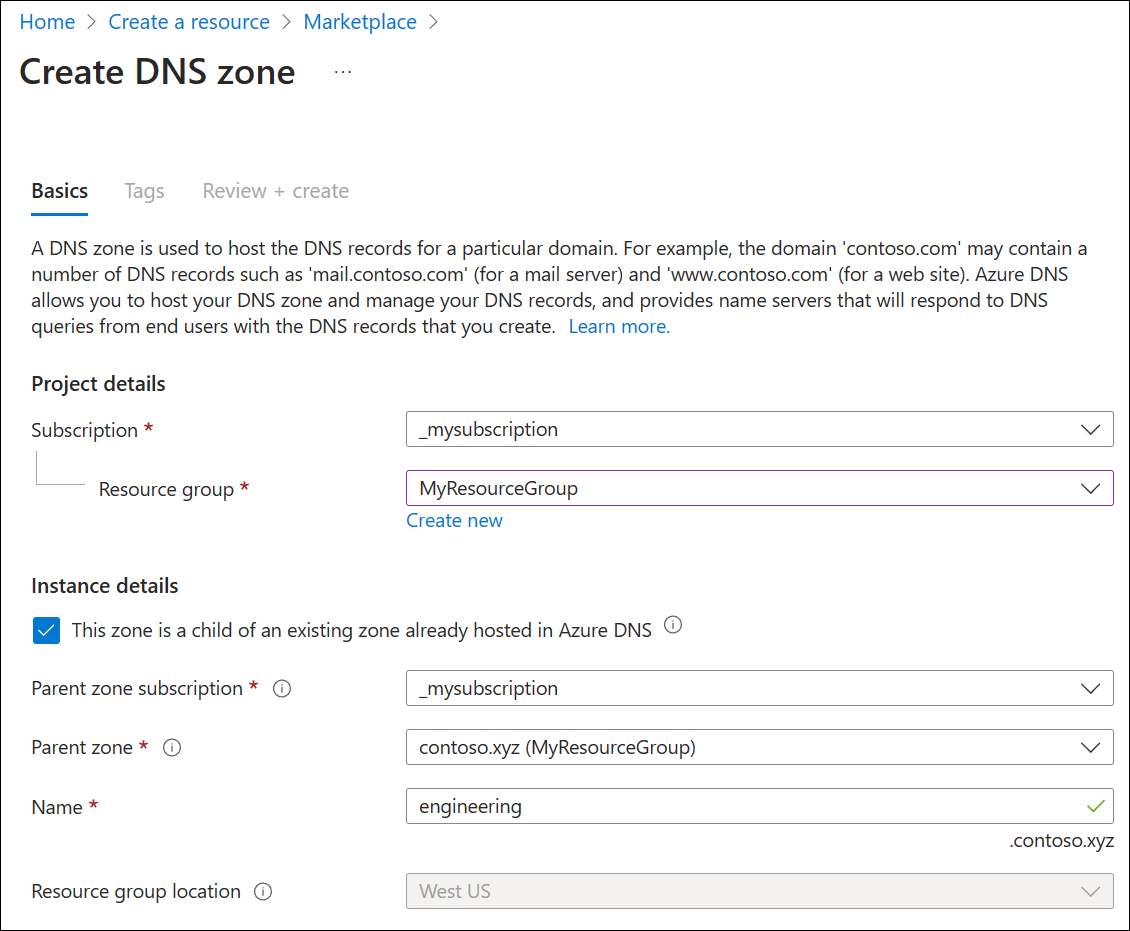 Home > Create a resource > Marketplace >
Create DNS zone ...
Basics Tags Review + create
A DNS zone is used to host the DNS records for a particular domain. For example, the domain 'contoso.com' may contain a
number of DNS records such as 'mail.contoso.com' (for a mail server) and 'www.contoso.com' (for a web site). Azure DNS
allows you to host your DNS zone and manage your DNS records, and provides name servers that will respond to DNS
queries from end users with the DNS records that you create. Learn more.
Project details
Subscription * _mysubscription
Resource group * MyResourceGroup
Create new
Instance details
This zone is a child of an existing zone already hosted in Azure DNS
Parent zone subscription * _mysubscription
Parent zone * contoso.xyz (MyResourceGroup)
Name * engineering
.contoso.xyz
Resource group location West US